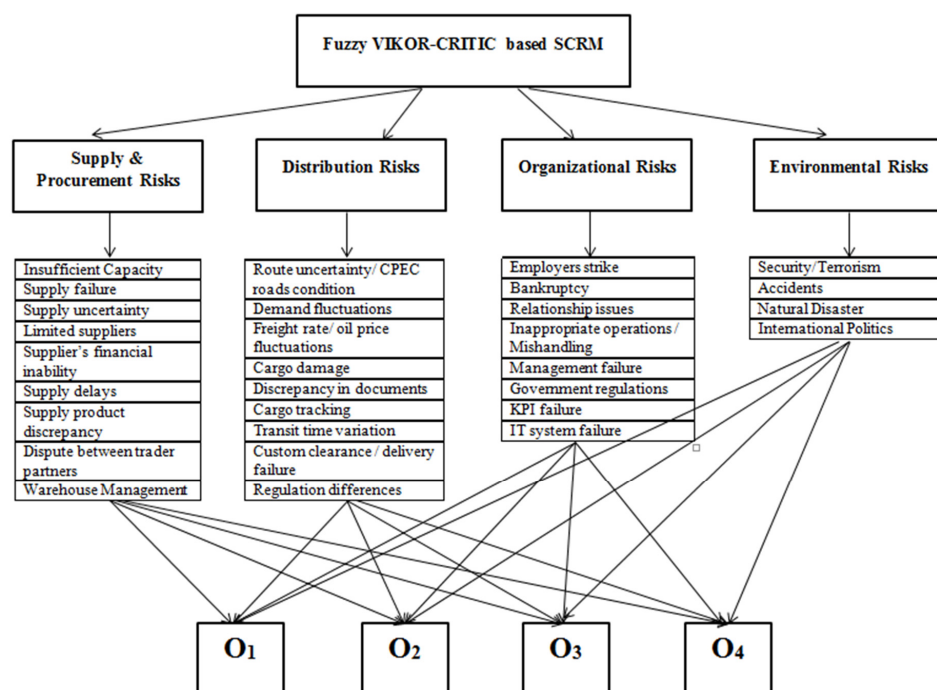 Fuzzy VIKOR-CRITIC based SCRM
Supply &
Procurement Risks
Distribution Risks
Organizational Risks
Environmental Risks
Insufficient Capacity
Supply failure
Supply uncertainty
Limited suppliers
Supplier's financial
inability
Supply delays
Supply product
discrepancy
Dispute between trader
partners
Warehouse Management
Route uncertainty/ CPEC
roads condition
Demand fluctuations
Freight rate/ oil price
fluctuations
Cargo damage
Discrepancy in documents
Cargo tracking
Transit time variation
Custom clearance / delivery
failure
Regulation differences
Employers strike
Bankruptcy
Relationship issues
Inappropriate operations /
Mishandling
Management failure
Government regulations
KPI failure
IT system failure
Security/Terrorism
Accidents
Natural Disaster
International Politics
O1
O2
O3
O4